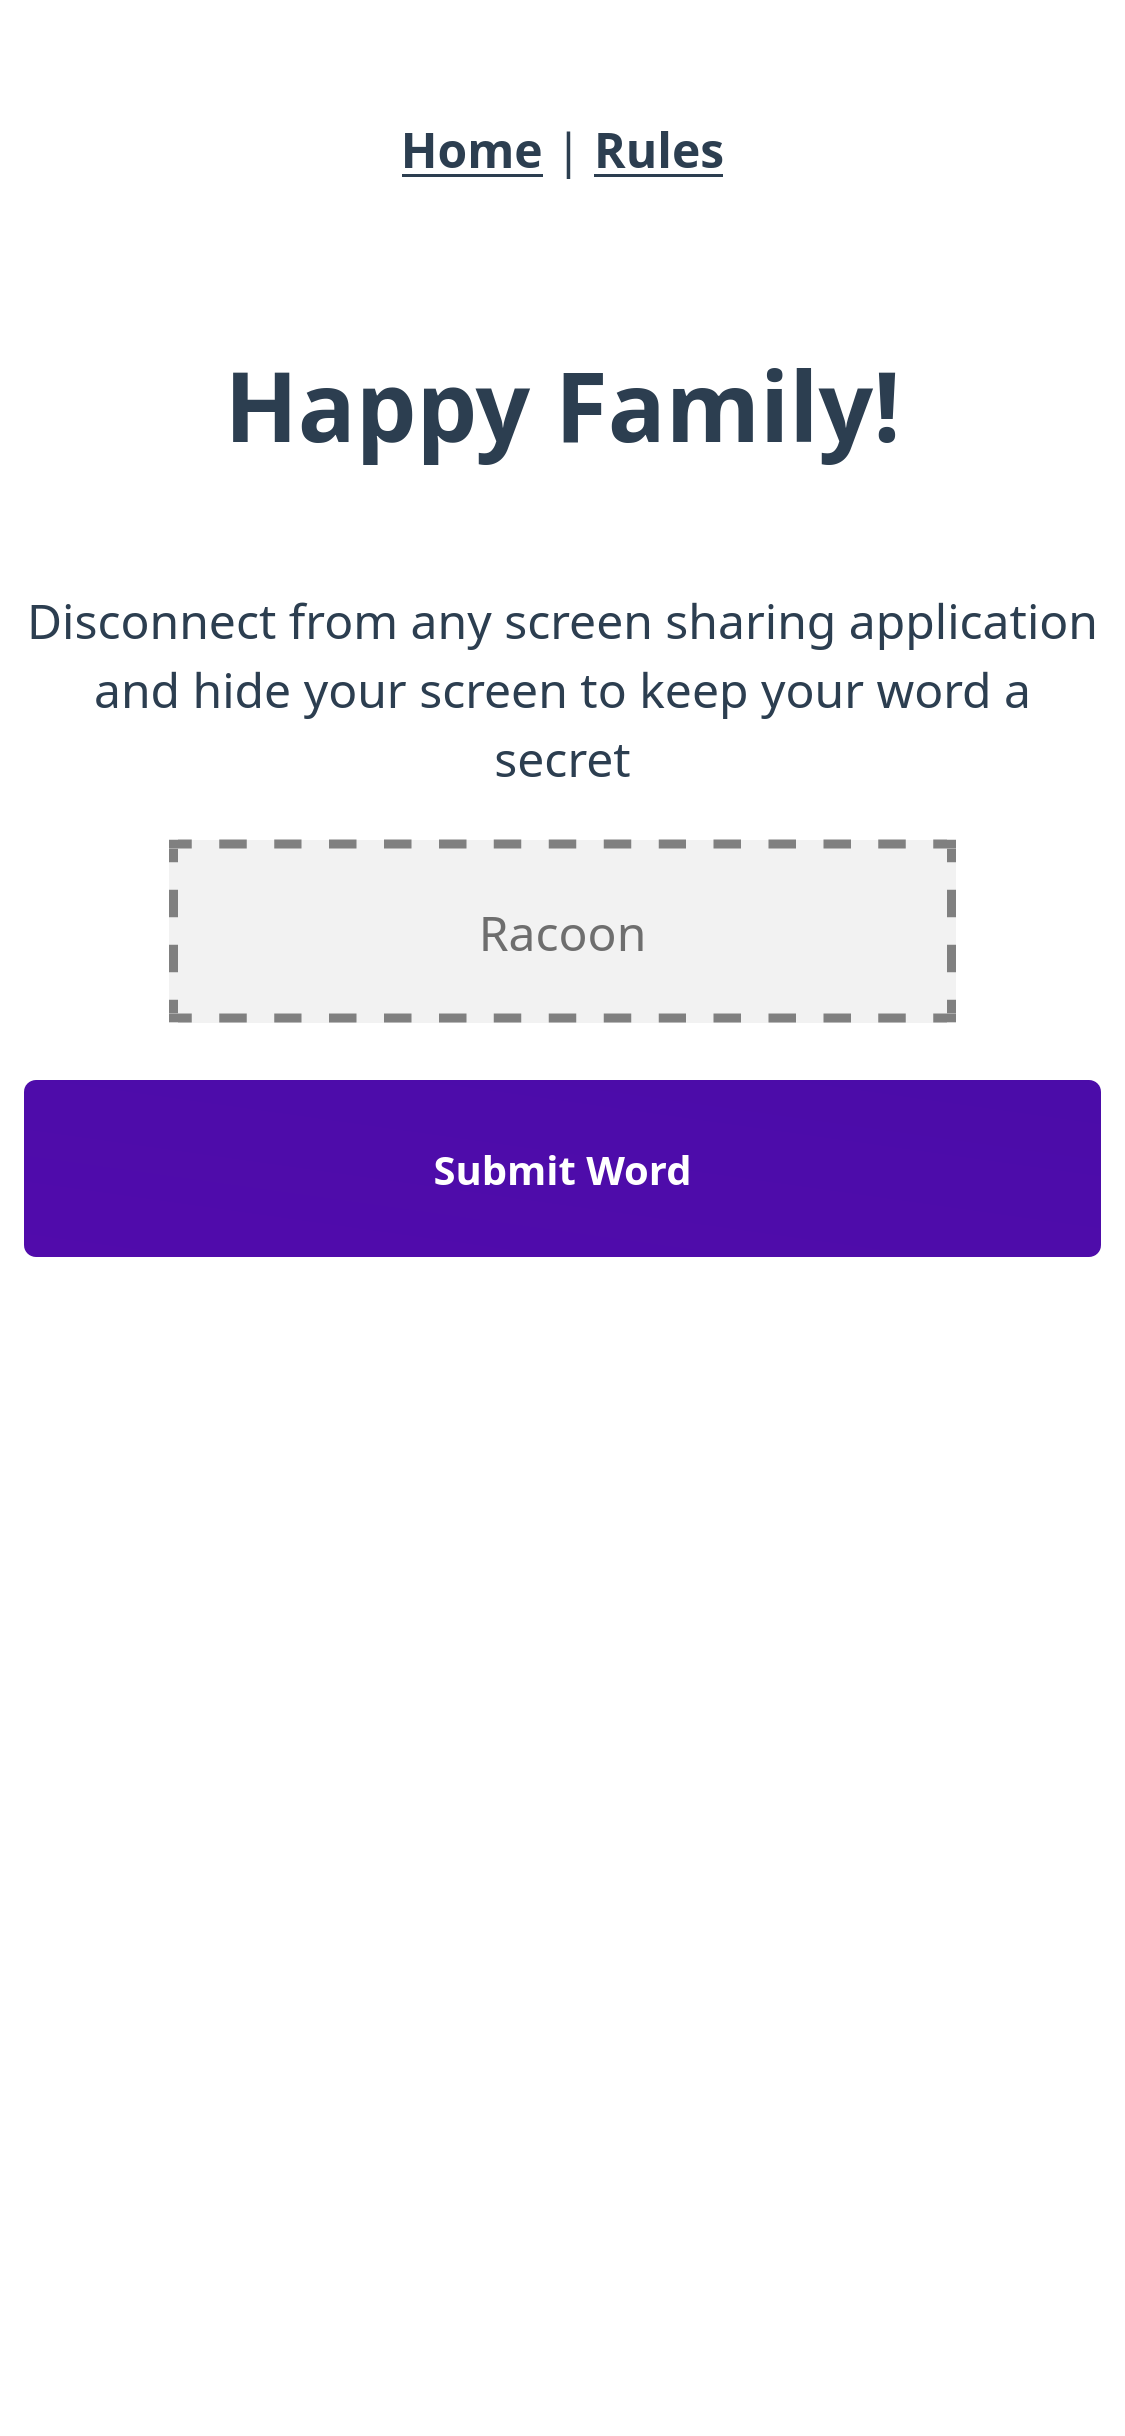 Home | Rules
Happy Family!
Disconnect from any screen sharing application
and hide your screen to keep your word a
secret
Racoon
Submit Word